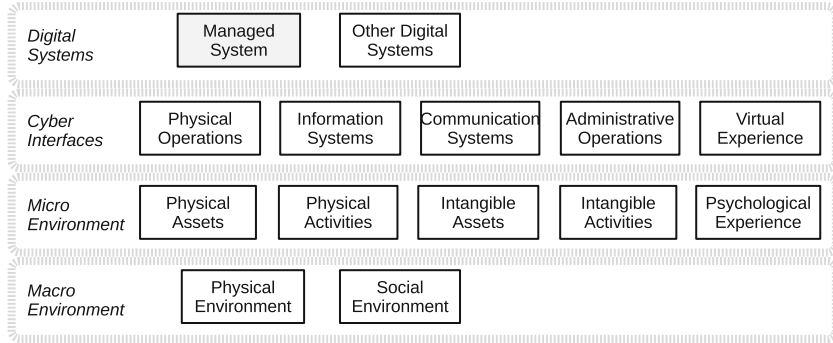 Digital
Systems
Managed
System
Other Digital
Systems
Cyber
Interfaces
Physical
Operations
Information
Systems
Communication
Systems
Administrative
Operations
Virtual
Experience
Micro
Environment
Physical
Assets
Physical
Activities
Intangible
Assets
Intangible
Activities
Psychological
Experience
Macro
Environment
Physical
Environment
Social
Environment